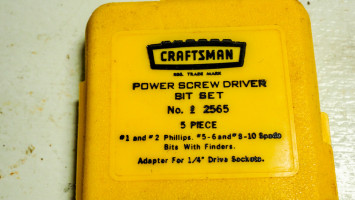 CRAFTSMAN
REG. TRADE MARK
POWER SCREW DRIVER
BIT SET
No. 2565
5 PIECE
#1 and #2 Phillips. #5-6 and #8-10
Bits With Finders.
Adapter For 1/4" Drive Sockets.